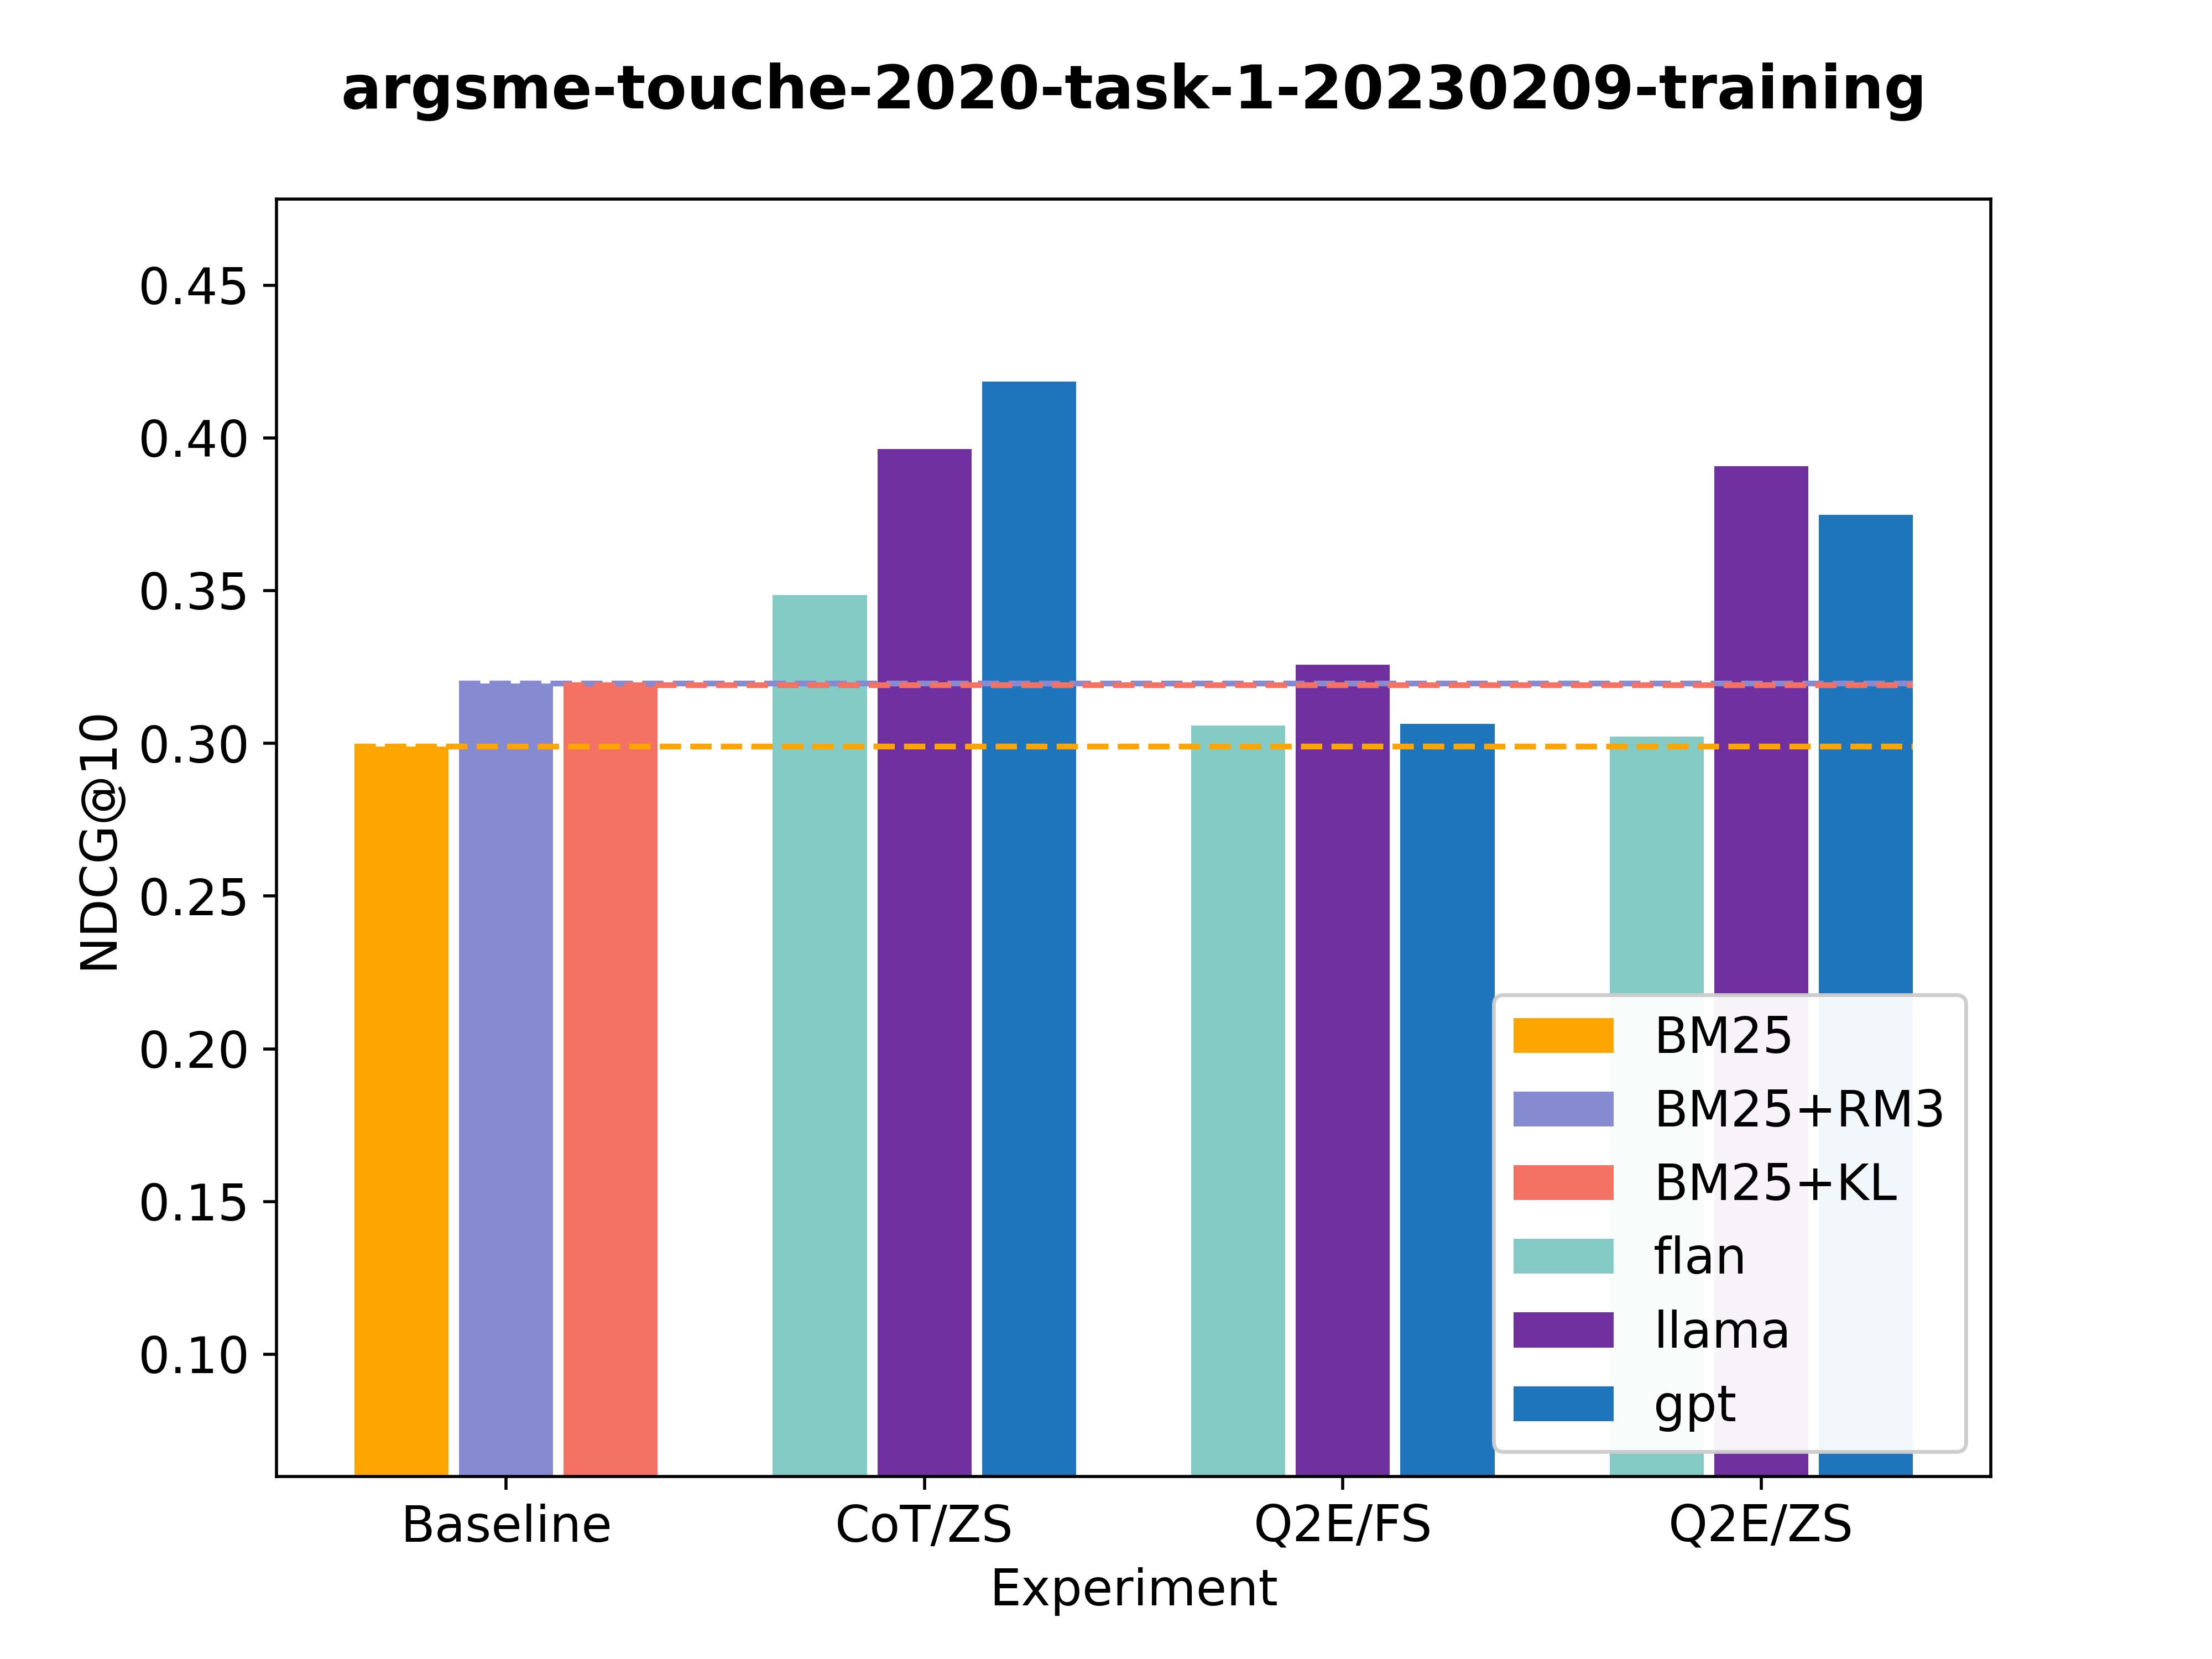 argsme-touche-2020-task-1-20230209-training
NDCG@10
0.45
0.40
0.35
0.30
0.25
0.20
0.15
0.10
BM25
BM25+RM3
BM25+KL
flan
llama
gpt
Baseline CoT/ZS Q2E/FS Q2E/ZS
Experiment